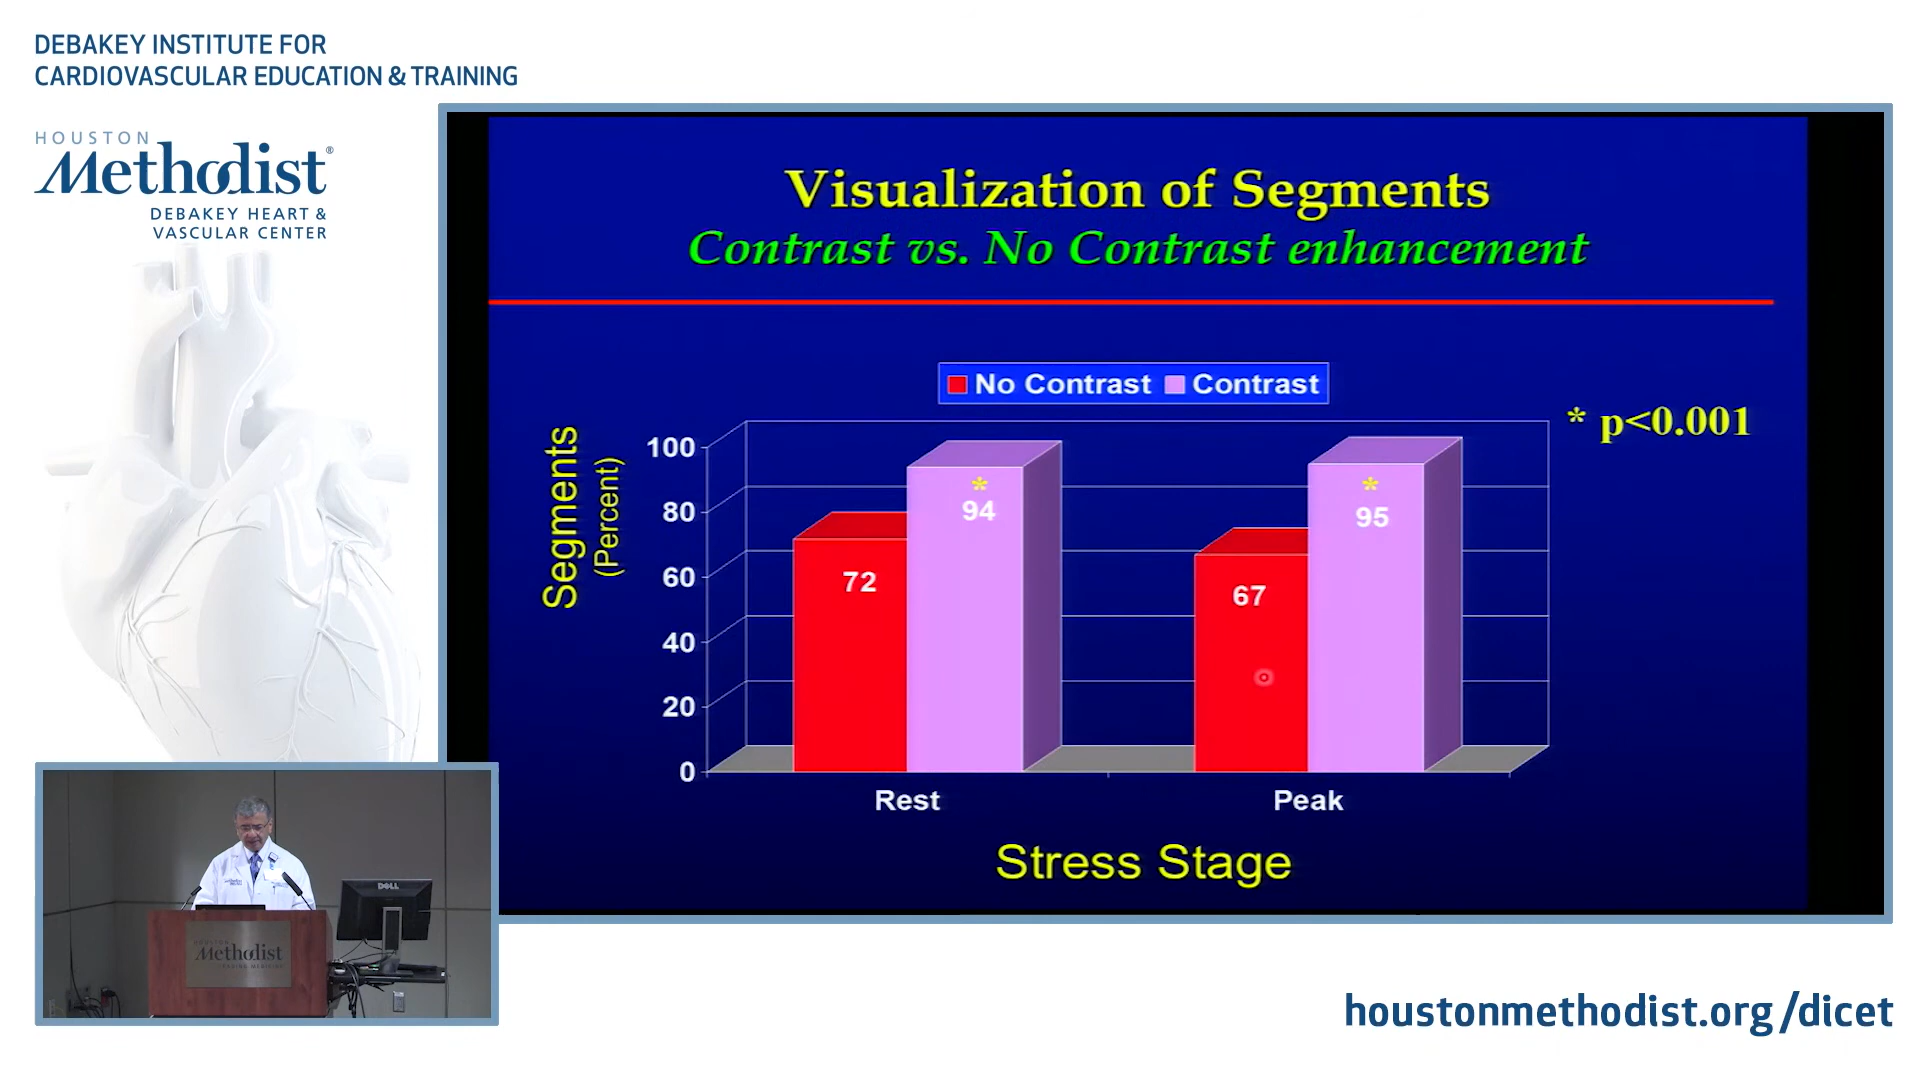 DEBAKEY INSTITUTE FOR
CARDIOVASCULAR EDUCATION & TRAINING
HOUSTON
Methodist®
DEBAKEY HEART &
VASCULAR CENTER
Visualization of Segments
Contrast vs. No Contrast enhancement
No Contrast Contrast
* p<0.001
Segments
(Percent)
100
80
60
40
20
0
72
*
94
67
*
95
Rest
Peak
Stress Stage
DELL
Methodist
houstonmethodist.org/dicet